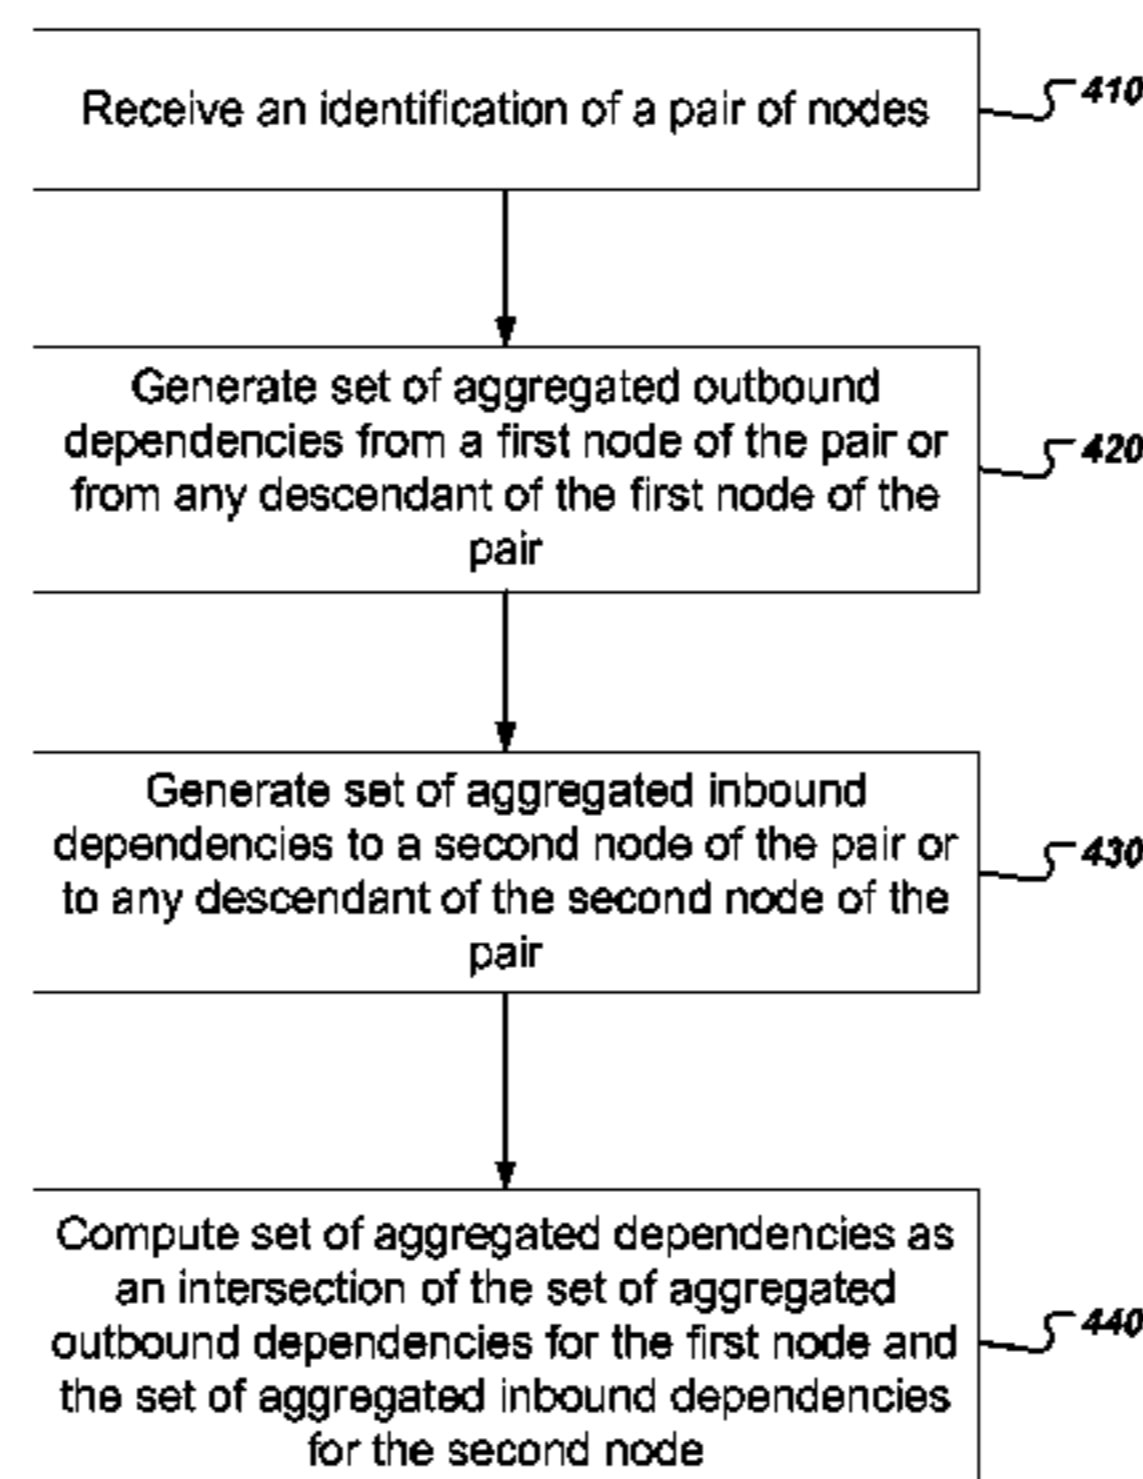 Receive an identification of a pair of nodes
410
Generate set of aggregated outbound
dependencies from a first node of the pair or
from any descendant of the first node of the
pair
420
Generate set of aggregated inbound
dependencies to a second node of the pair or
to any descendant of the second node of the
pair
430
Compute set of aggregated dependencies as
an intersection of the set of aggregated
outbound dependencies for the first node and
the set of aggregated inbound dependencies
for the second node
440